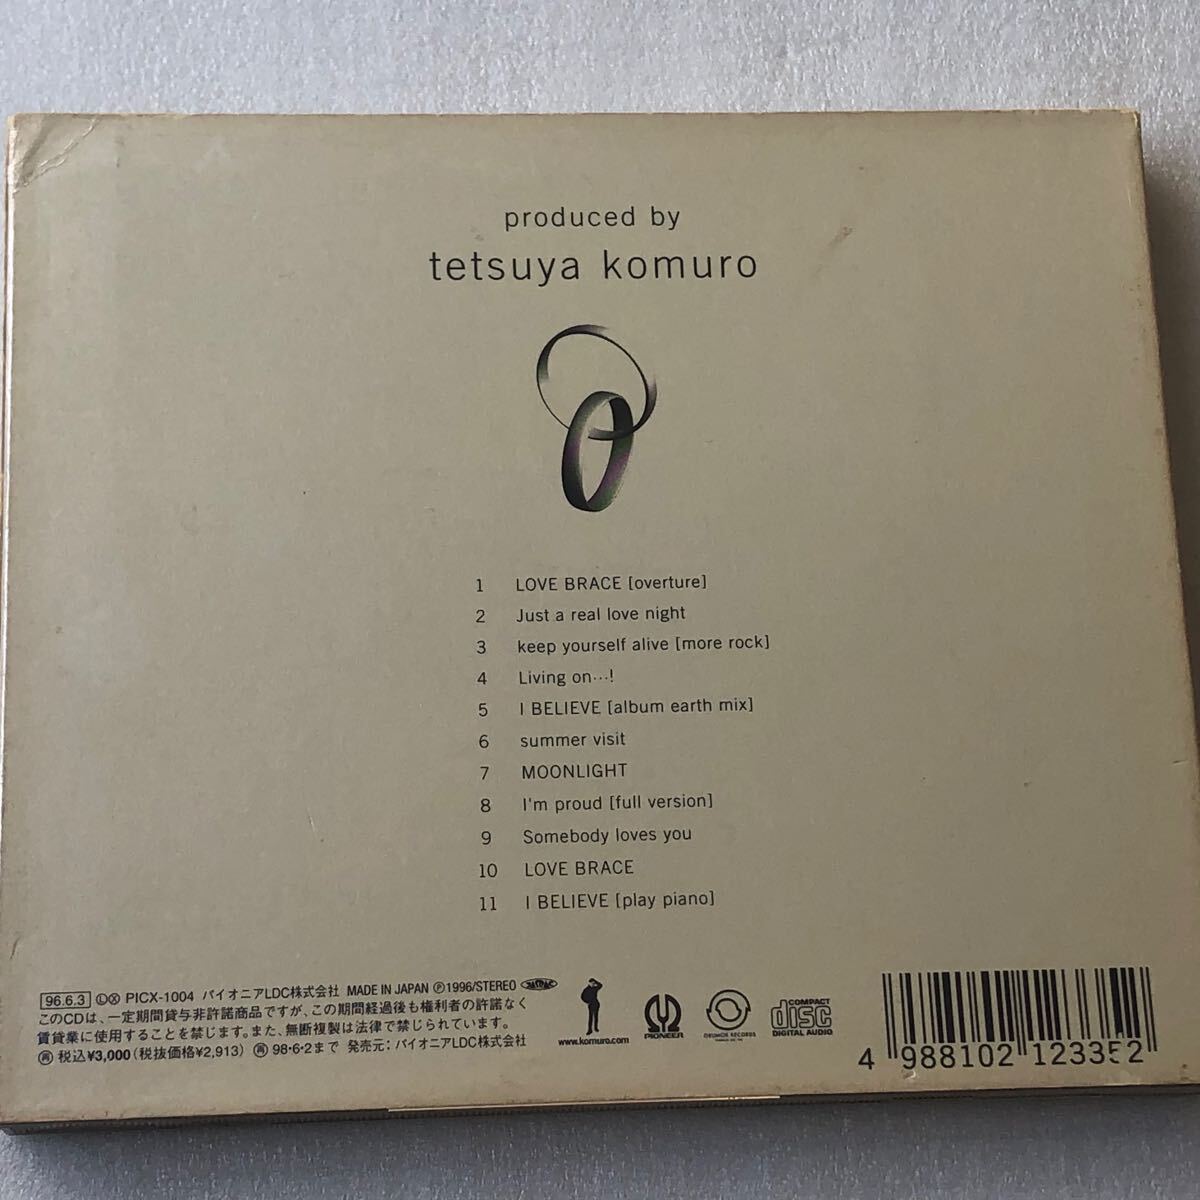 produced by
tetsuya komuro
1 LOVE BRACE [overture]
2 Just a real love night
3 keep yourself alive [more rock]
4 Living on…!
5 I BELIEVE [album earth mix]
6 summer visit
7 MOONLIGHT
8 I'm proud [full version]
9 Somebody loves you
10 LOVE BRACE
11 I BELIEVE [play piano]
96.6.3 ⓁⓍ PICX-1004 パイオニアLDC株式会社 MADE IN JAPAN Ⓟ1996/STEREO JASRAC
このCDは、一定期間貸与非許諾商品ですが、この期間経過後も権利者の許諾なく
賃貸業に使用することを禁じます。また、無断複製は法律で禁じられています。
㊢ 税込¥3,000(税抜価格¥2,913) ㊢ 98・6・2まで 発売元:パイオニアLDC株式会社
www.komuro.com
PIONEER
ORUMOK RECORDS
COMPACT
disc
DIGITAL AUDIO
4 988102 123352